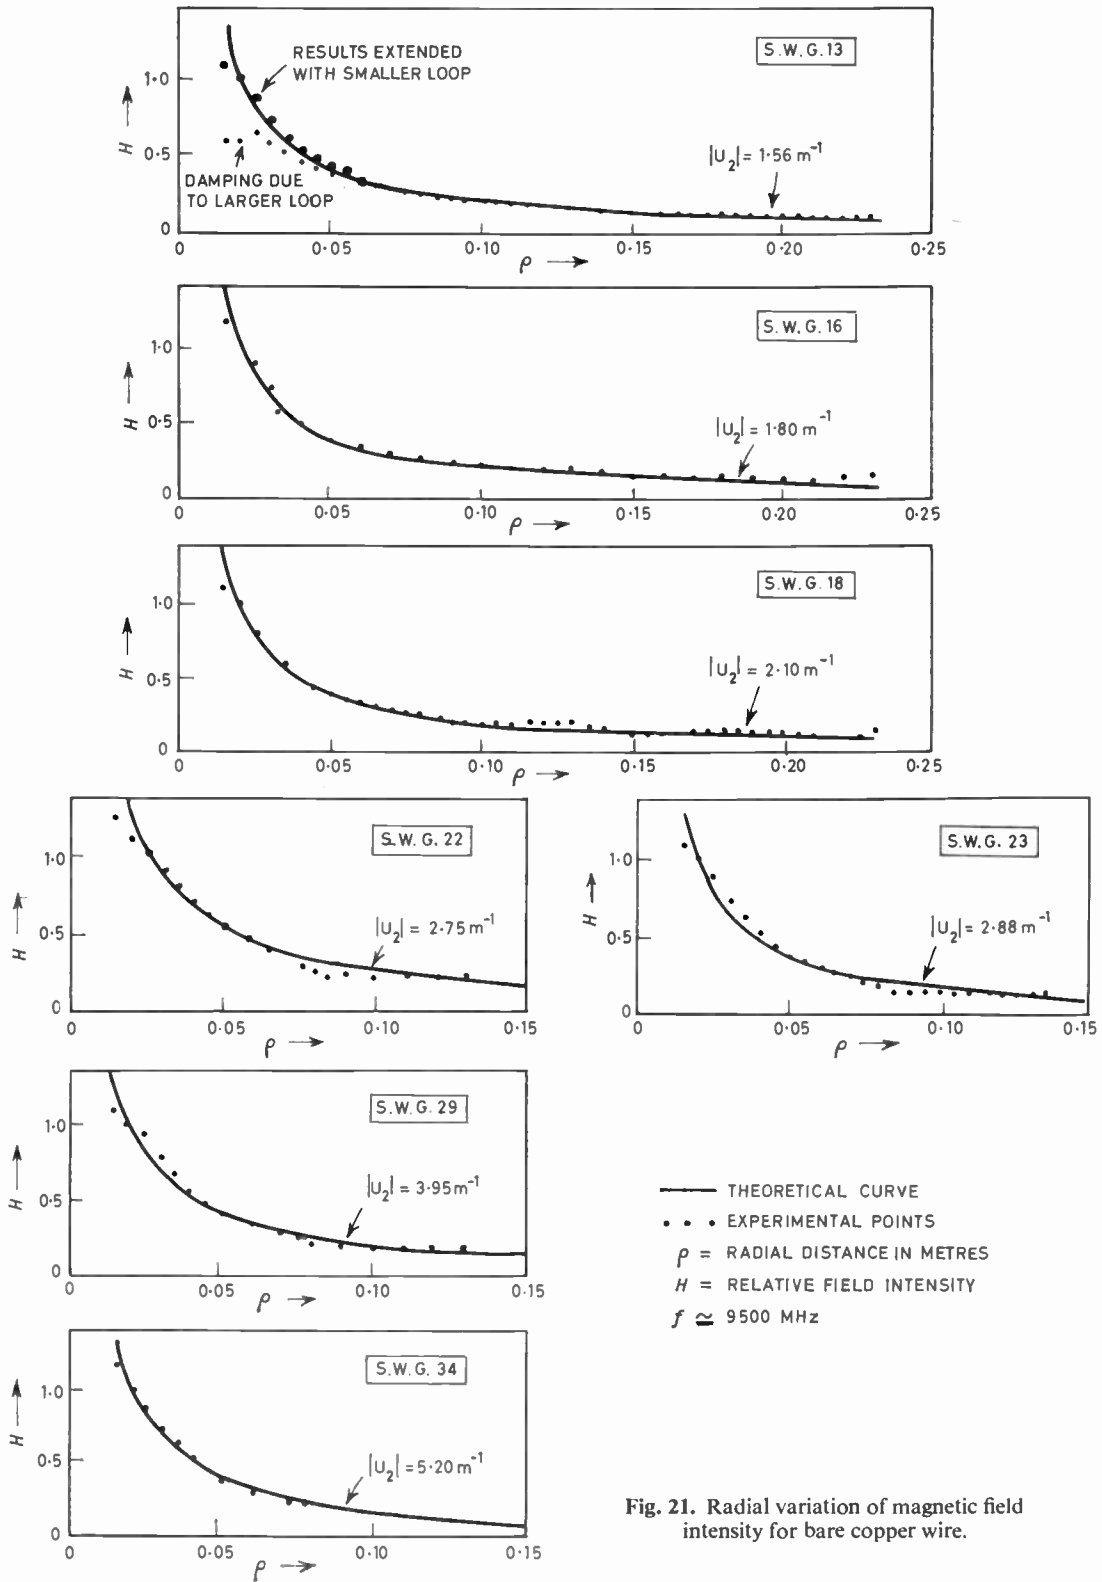 S.W.G.13
RESULTS EXTENDED
WITH SMALLER LOOP
H
1·0
0·5
0
DAMPING DUE
TO LARGER LOOP
|U₂| = 1·56 m⁻¹
0 0·05 0·10 0·15 0·20 0·25
ρ
S.W.G.16
H
1·0
0·5
0
|U₂| = 1·80 m⁻¹
0 0·05 0·10 0·15 0·20 0·25
ρ
S.W.G.18
H
1·0
0·5
0
|U₂| = 2·10 m⁻¹
0 0·05 0·10 0·15 0·20 0·25
ρ
S.W.G. 22
H
1·0
0·5
0
|U₂| = 2·75 m⁻¹
0 0·05 0·10 0·15
ρ
S.W.G. 23
H
1·0
0·5
0
|U₂| = 2·88 m⁻¹
0 0·05 0·10 0·15
ρ
S.W.G. 29
H
1·0
0·5
0
|U₂| = 3·95 m⁻¹
0 0·05 0·10 0·15
ρ
S.W.G. 34
H
1·0
0·5
0
|U₂| = 5·20 m⁻¹
0 0·05 0·10 0·15
ρ
THEORETICAL CURVE
EXPERIMENTAL POINTS
ρ = RADIAL DISTANCE IN METRES
H = RELATIVE FIELD INTENSITY
f ≃ 9500 MHz
Fig. 21. Radial variation of magnetic field
intensity for bare copper wire.